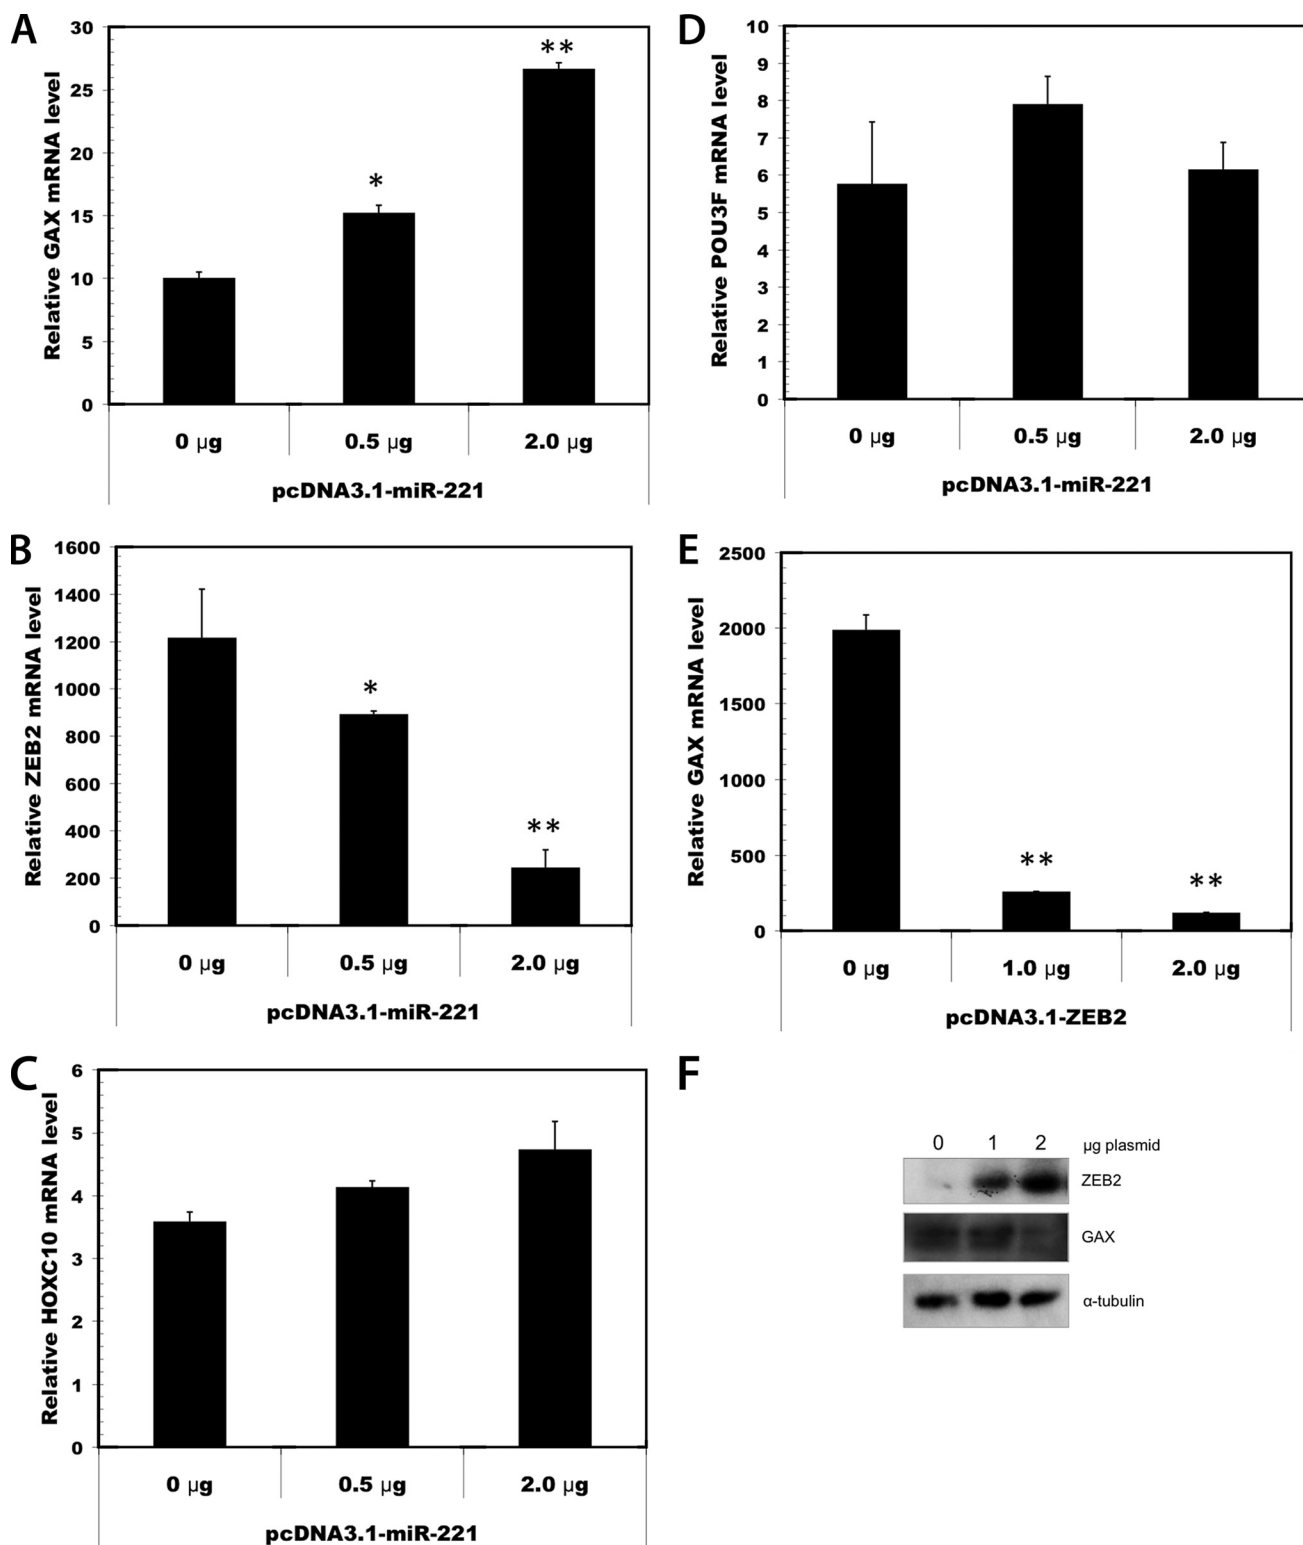 A
Relative GAX mRNA level
30
25
20
15
10
5
0
*
**
0 µg 0.5 µg 2.0 µg
pcDNA3.1-miR-221
B
Relative ZEB2 mRNA level
1600
1400
1200
1000
800
600
400
200
0
*
**
0 µg 0.5 µg 2.0 µg
pcDNA3.1-miR-221
C
Relative HOXC10 mRNA level
6
5
4
3
2
1
0
0 µg 0.5 µg 2.0 µg
pcDNA3.1-miR-221
D
Relative POU3F mRNA level
10
9
8
7
6
5
4
3
2
1
0
0 µg 0.5 µg 2.0 µg
pcDNA3.1-miR-221
E
Relative GAX mRNA level
2500
2000
1500
1000
500
0
**
**
0 µg 1.0 µg 2.0 µg
pcDNA3.1-ZEB2
F
0 1 2 µg plasmid
ZEB2
GAX
α-tubulin